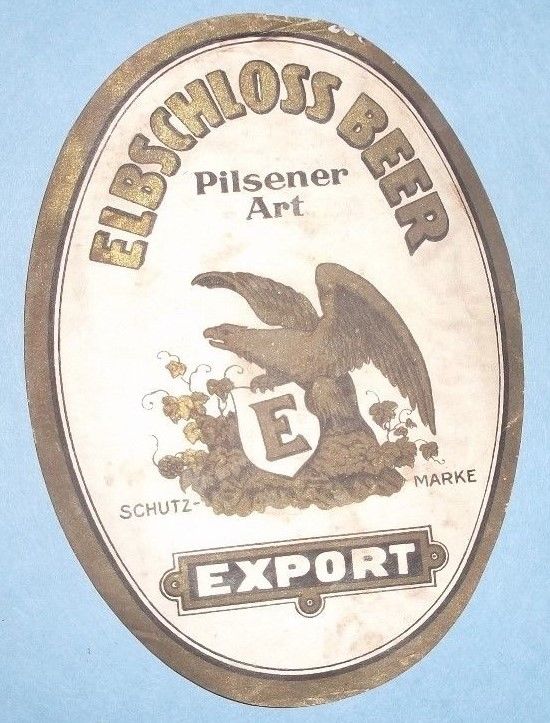 ELBSCHLOSS BEER
Pilsener
Art
E
SCHUTZ-MARKE
EXPORT